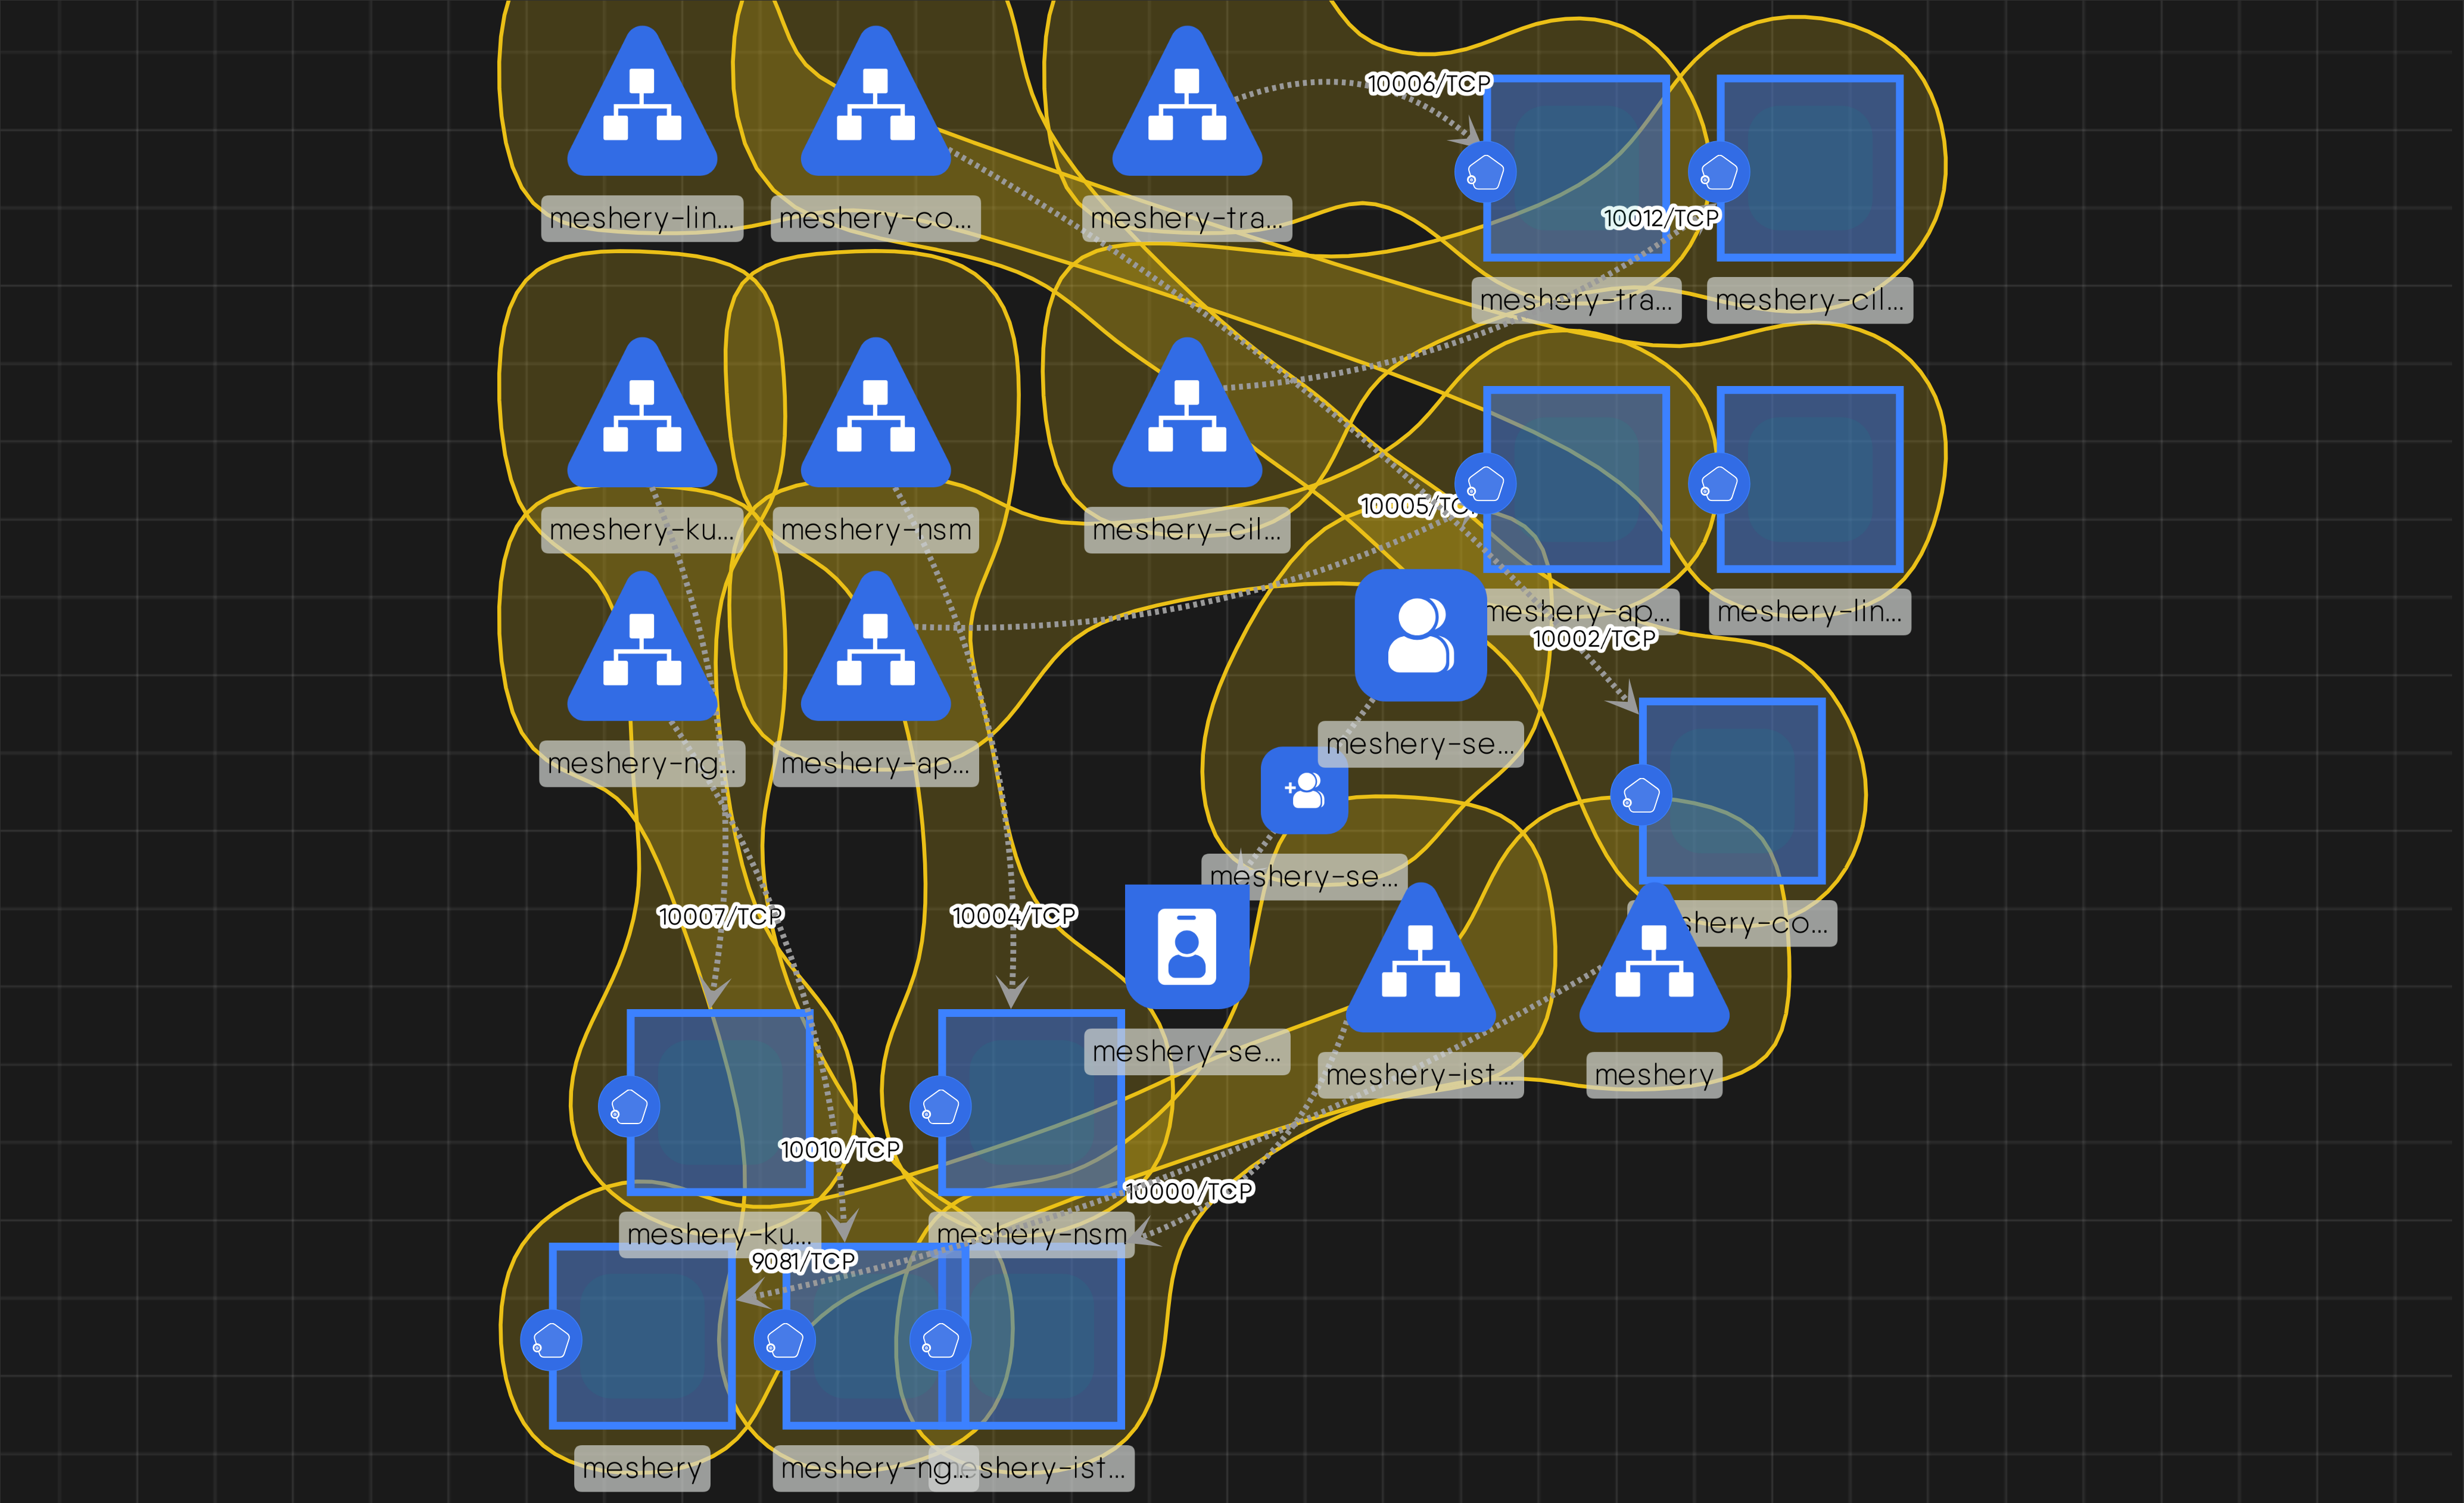 10006/TCP
meshery-lin...
meshery-co...
meshery-tra...
10012/TCP
meshery-tra...
meshery-cil...
meshery-ku...
meshery-nsm
meshery-cil...
10005/TCP
meshery-ap...
meshery-lin...
10002/TCP
meshery-ng...
meshery-ap...
meshery-se...
meshery-se...
10007/TCP
10004/TCP
shery-co...
meshery-se...
meshery-ist...
meshery
10010/TCP
10000/TCP
meshery-ku...
meshery-nsm
9081/TCP
meshery
meshery-ng...
eshery-ist...